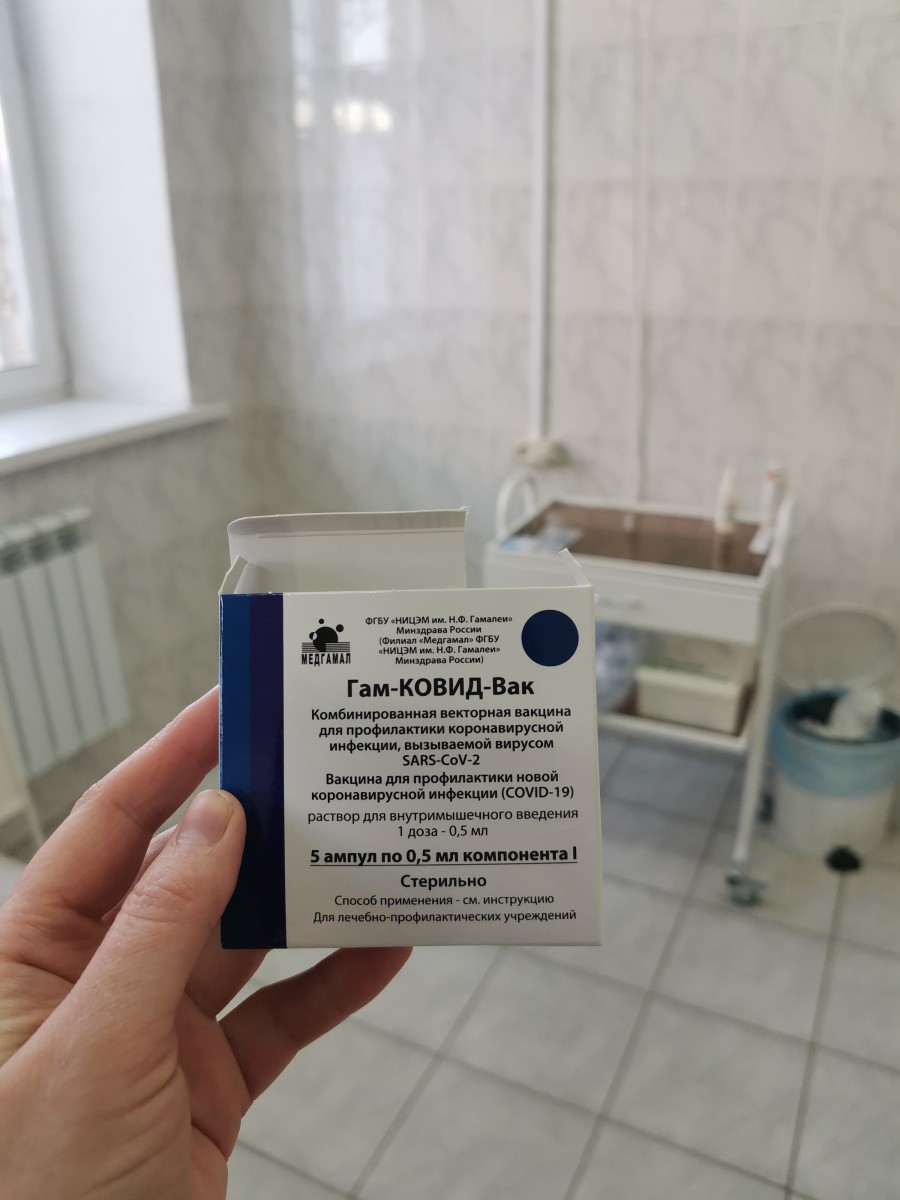 МЕДГАМАЛ
ФГБУ «НИЦЭМ им. Н.Ф. Гамалеи»
Минздрава России
(Филиал «Медгамал» ФГБУ
«НИЦЭМ им. Н.Ф. Гамалеи»
Минздрава России)
Гам-КОВИД-Вак
Комбинированная векторная вакцина
для профилактики коронавирусной
инфекции, вызываемой вирусом
SARS-CoV-2
Вакцина для профилактики новой
коронавирусной инфекции (COVID-19)
раствор для внутримышечного введения
1 доза - 0,5 мл
5 ампул по 0,5 мл компонента I
Стерильно
Способ применения - см. инструкцию
Для лечебно-профилактических учреждений